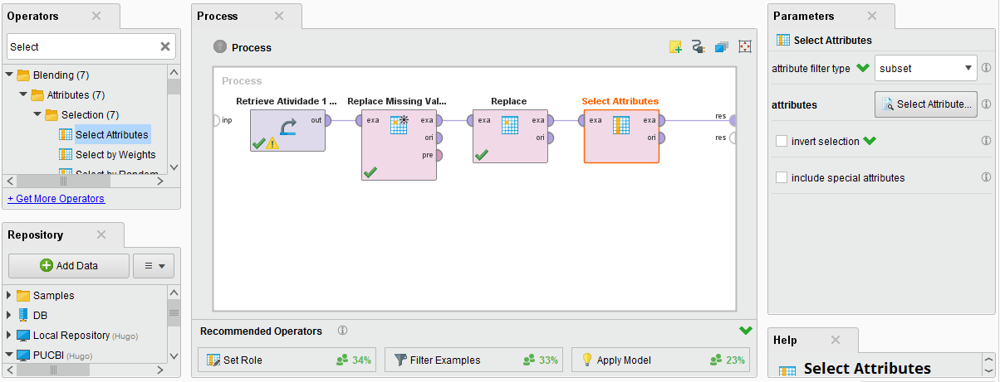 Operators
Select
Blending (7)
Attributes (7)
Selection (7)
Select Attributes
Select by Weights
Select by Random
+ Get More Operators
Repository
Add Data
Samples
DB
Local Repository (Hugo)
PUCBI (Hugo)
Process
Process
Process
Retrieve Atividade 1 ...
Replace Missing Val...
Replace
Select Attributes
inp
out
exa
exa
ori
pre
exa
exa
ori
exa
exa
ori
res
res
Recommended Operators
Set Role
34%
Filter Examples
33%
Apply Model
23%
Parameters
Select Attributes
attribute filter type
subset
attributes
Select Attribute...
invert selection
include special attributes
Help
Select Attributes